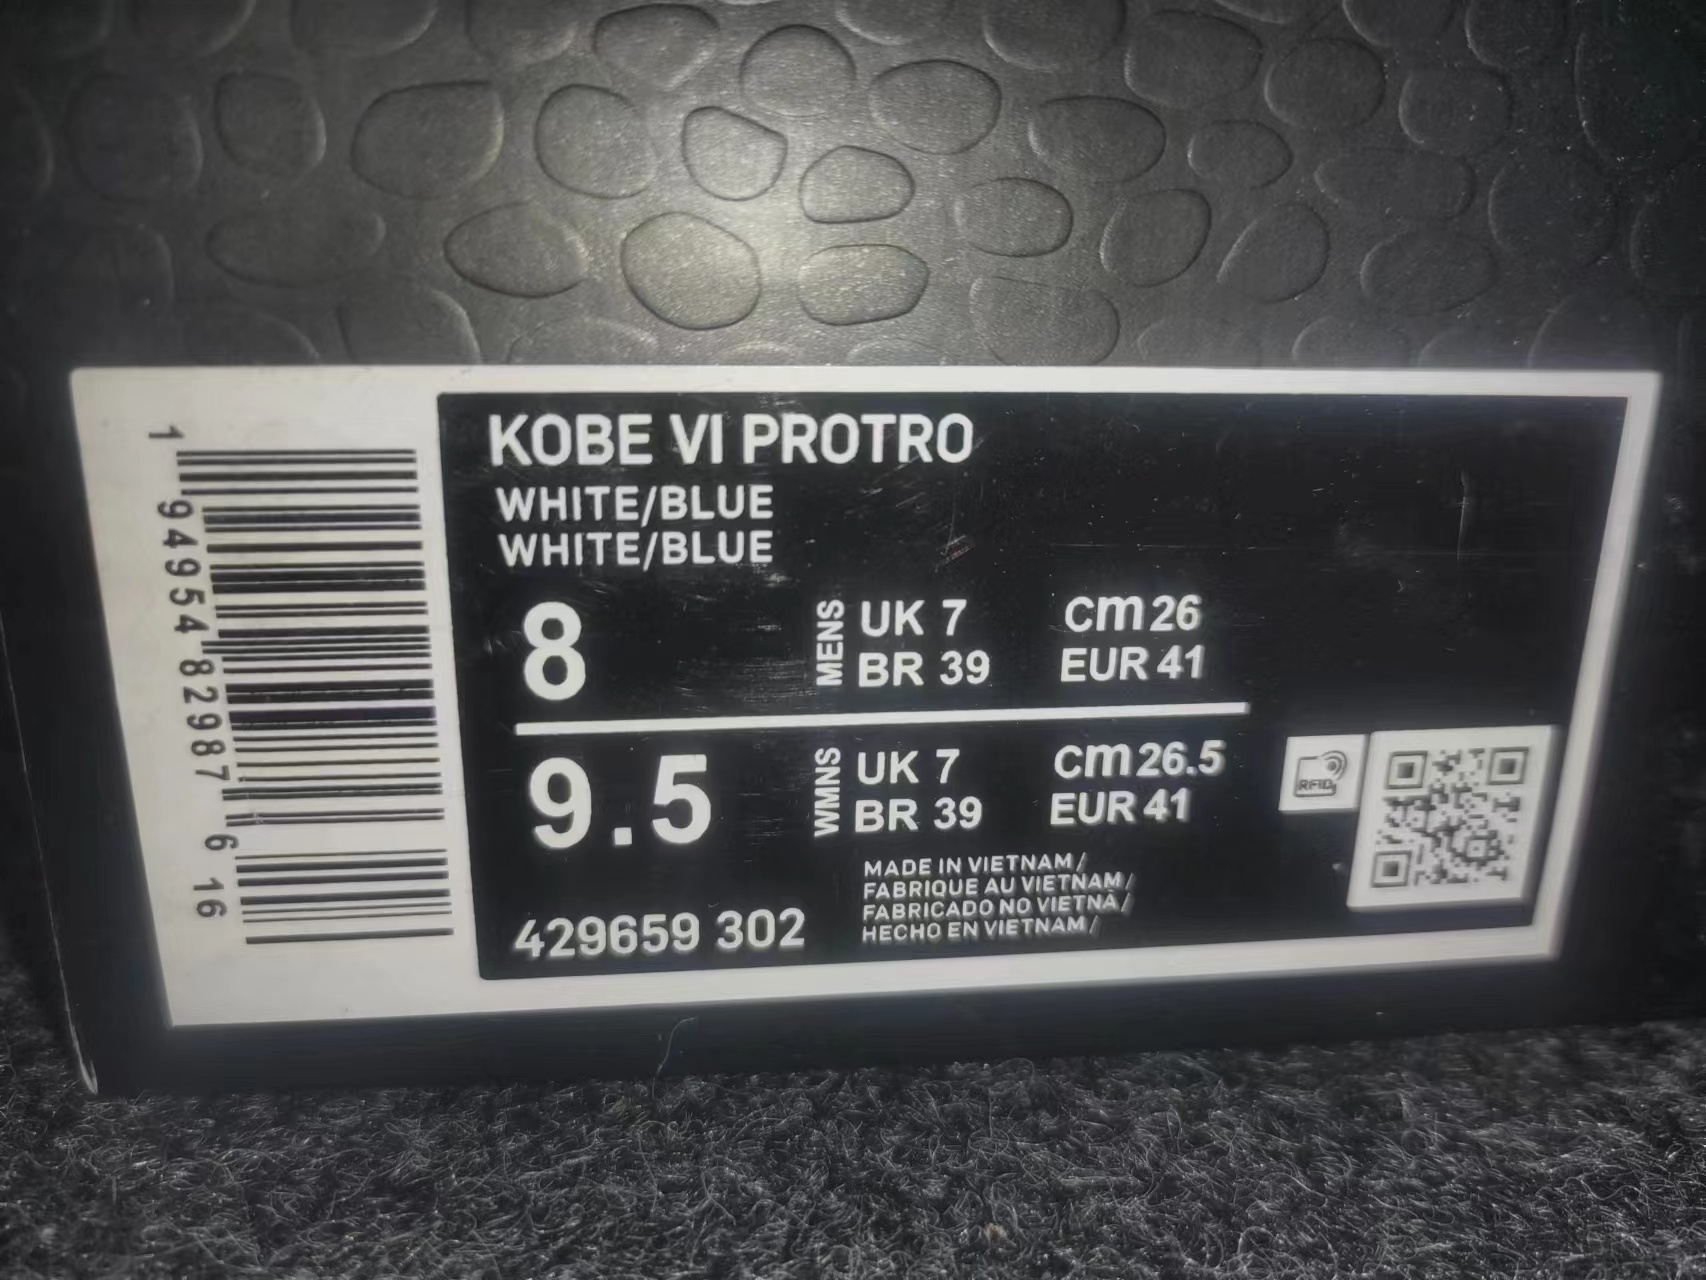 KOBE VI PROTRO
WHITE/BLUE
WHITE/BLUE
8
MENS
UK 7
BR 39
cm 26
EUR 41
9.5
WMNS
UK 7
BR 39
cm 26.5
EUR 41
429659 302
MADE IN VIETNAM /
FABRIQUE AU VIETNAM /
FABRICADO NO VIETNÃ /
HECHO EN VIETNAM /
RFID
1 94954 82987 6 16